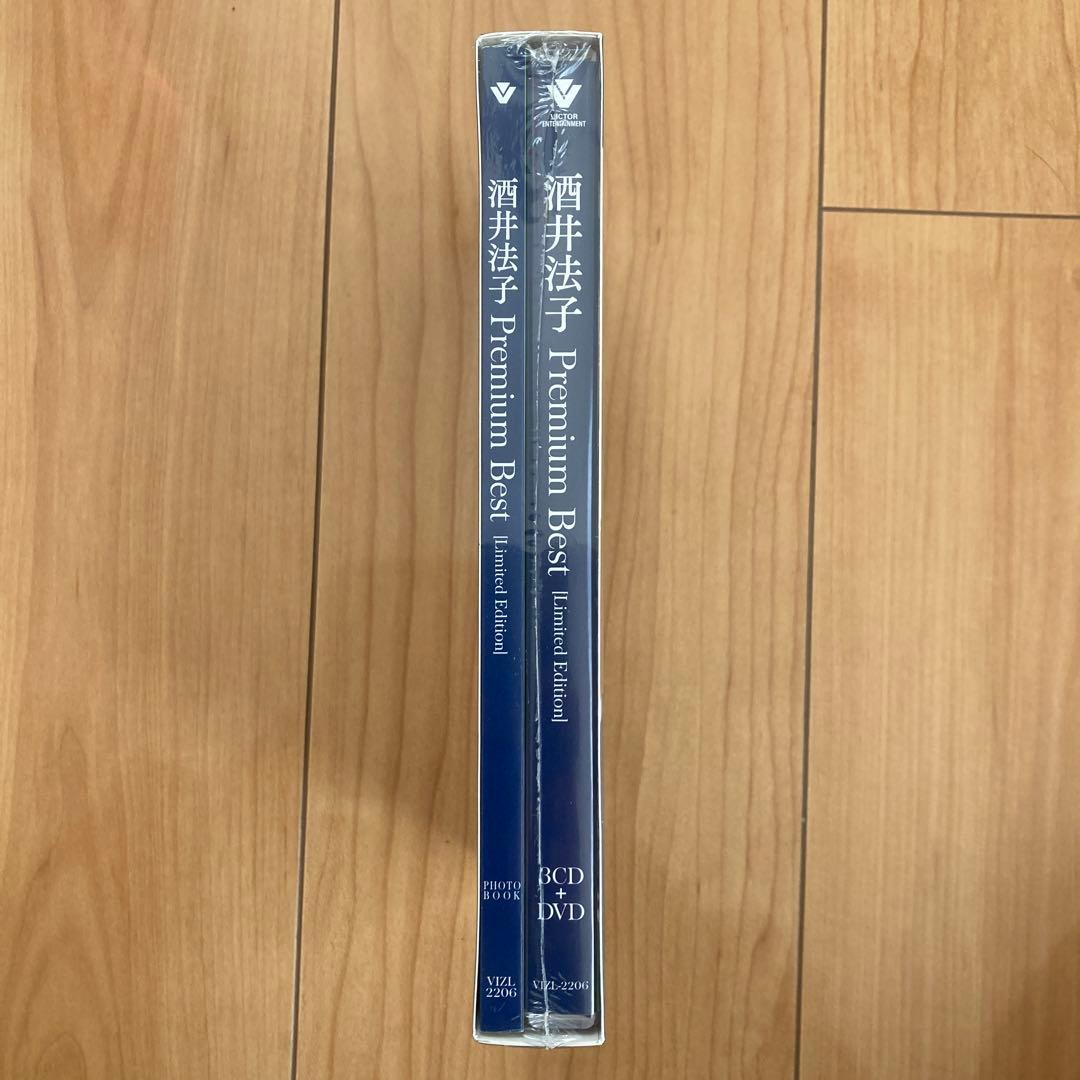 酒井法子 Premium Best [Limited Edition]
PHOTO
BOOK
VIZL
2206
VICTOR
ENTERTAINMENT
酒井法子 Premium Best [Limited Edition]
3CD
+
DVD
VIZL-2206